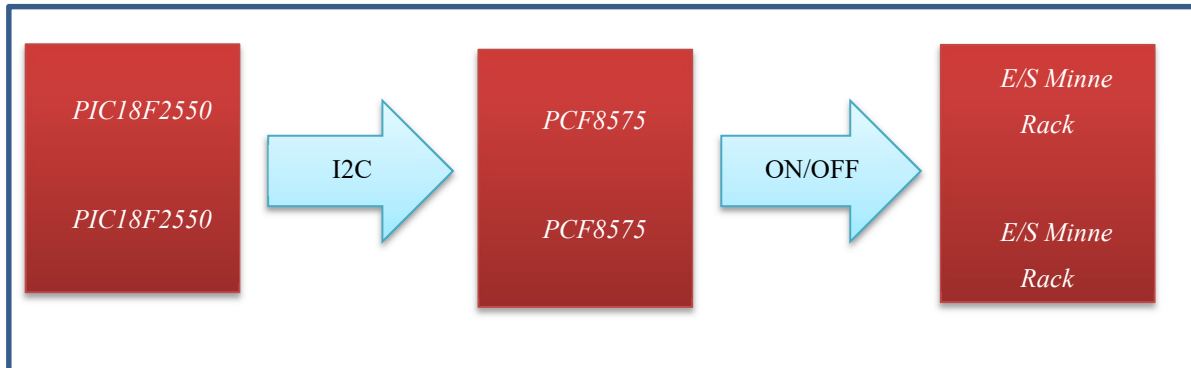 PIC18F2550
PIC18F2550
I2C
PCF8575
PCF8575
ON/OFF
E/S Minne
Rack
E/S Minne
Rack